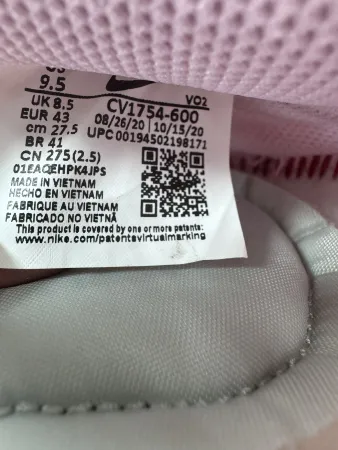 US
9.5
VO2
UK 8.5
CV1754-600
EUR 43
08/26/20 10/15/20
cm 27.5
UPC 00194502198171
BR 41
CN 275(2.5)
01EAQEHPK4JPS
MADE IN VIETNAM
HECHO EN VIETNAM
FABRIQUE AU VIETNAM
FABRICADO NO VIETNÃ
This product is covered by one or more patents:
www.nike.com/patentsvirtualmarking